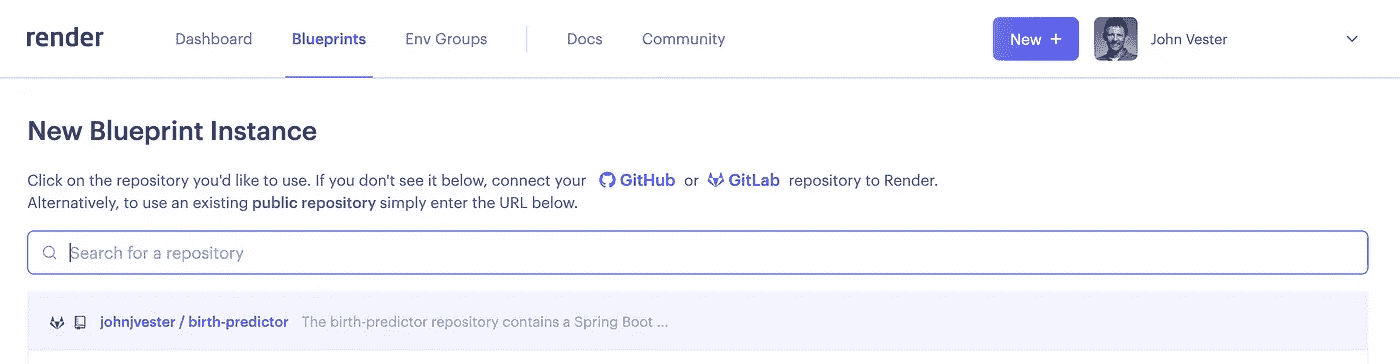 render Dashboard Blueprints Env Groups Docs Community New + John Vester
New Blueprint Instance
Click on the repository you'd like to use. If you don't see it below, connect your GitHub or GitLab repository to Render.
Alternatively, to use an existing public repository simply enter the URL below.
Search for a repository
johnjvester / birth-predictor The birth-predictor repository contains a Spring Boot ...